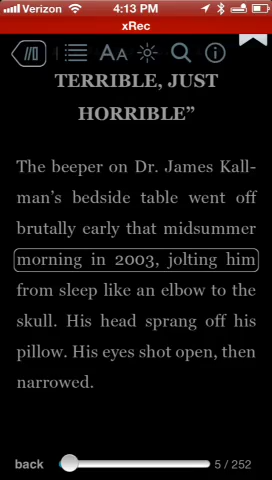 Verizon 4:13 PM
xRec
AA
TERRIBLE, JUST
HORRIBLE”
The beeper on Dr. James Kall-
man’s bedside table went off
brutally early that midsummer
morning in 2003, jolting him
from sleep like an elbow to the
skull. His head sprang off his
pillow. His eyes shot open, then
narrowed.
back 5 / 252